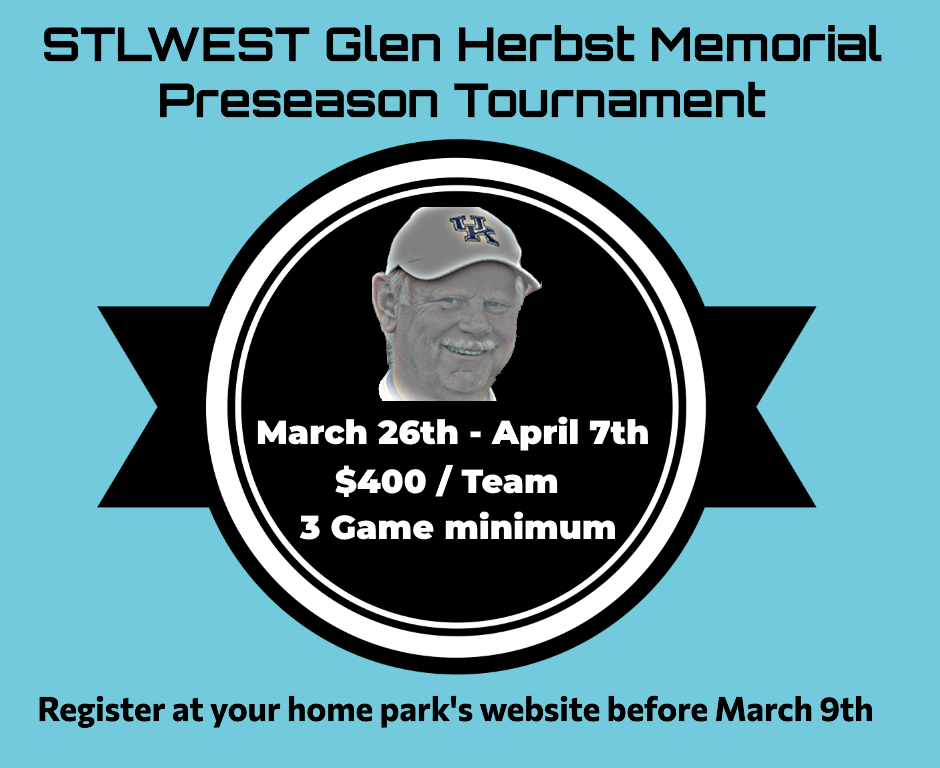 STLWEST Glen Herbst Memorial
Preseason Tournament
UK
March 26th - April 7th
$400 / Team
3 Game minimum
Register at your home park's website before March 9th